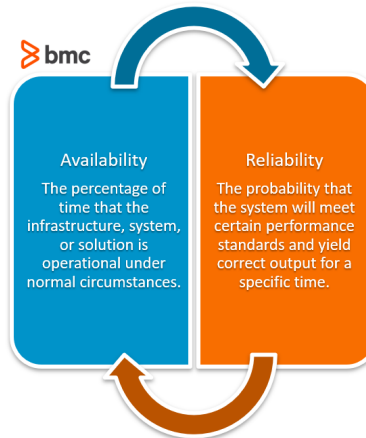 bmc
Availability
The percentage of
time that the
infrastructure, system,
or solution is
operational under
normal circumstances.
Reliability
The probability that
the system will meet
certain performance
standards and yield
correct output for a
specific time.